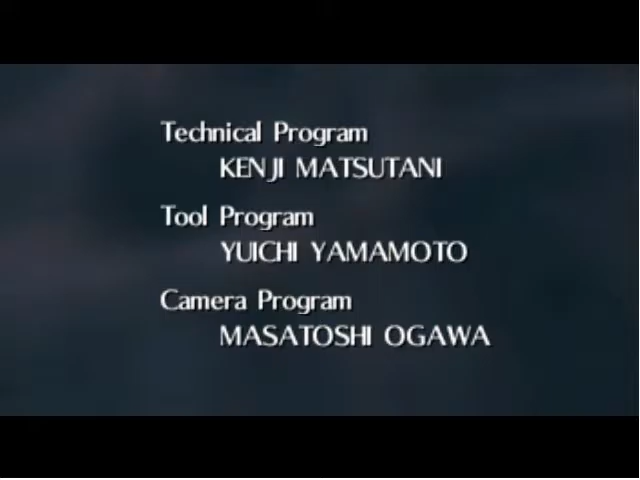 Technical Program
KENJI MATSUTANI
Tool Program
YUICHI YAMAMOTO
Camera Program
MASATOSHI OGAWA